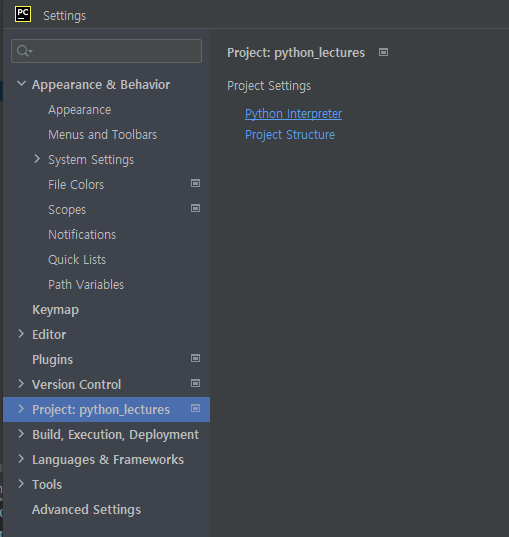 PC
Settings
Appearance & Behavior
Appearance
Menus and Toolbars
System Settings
File Colors
Scopes
Notifications
Quick Lists
Path Variables
Keymap
Editor
Plugins
Version Control
Project: python_lectures
Build, Execution, Deployment
Languages & Frameworks
Tools
Advanced Settings
Project: python_lectures
Project Settings
Python Interpreter
Project Structure